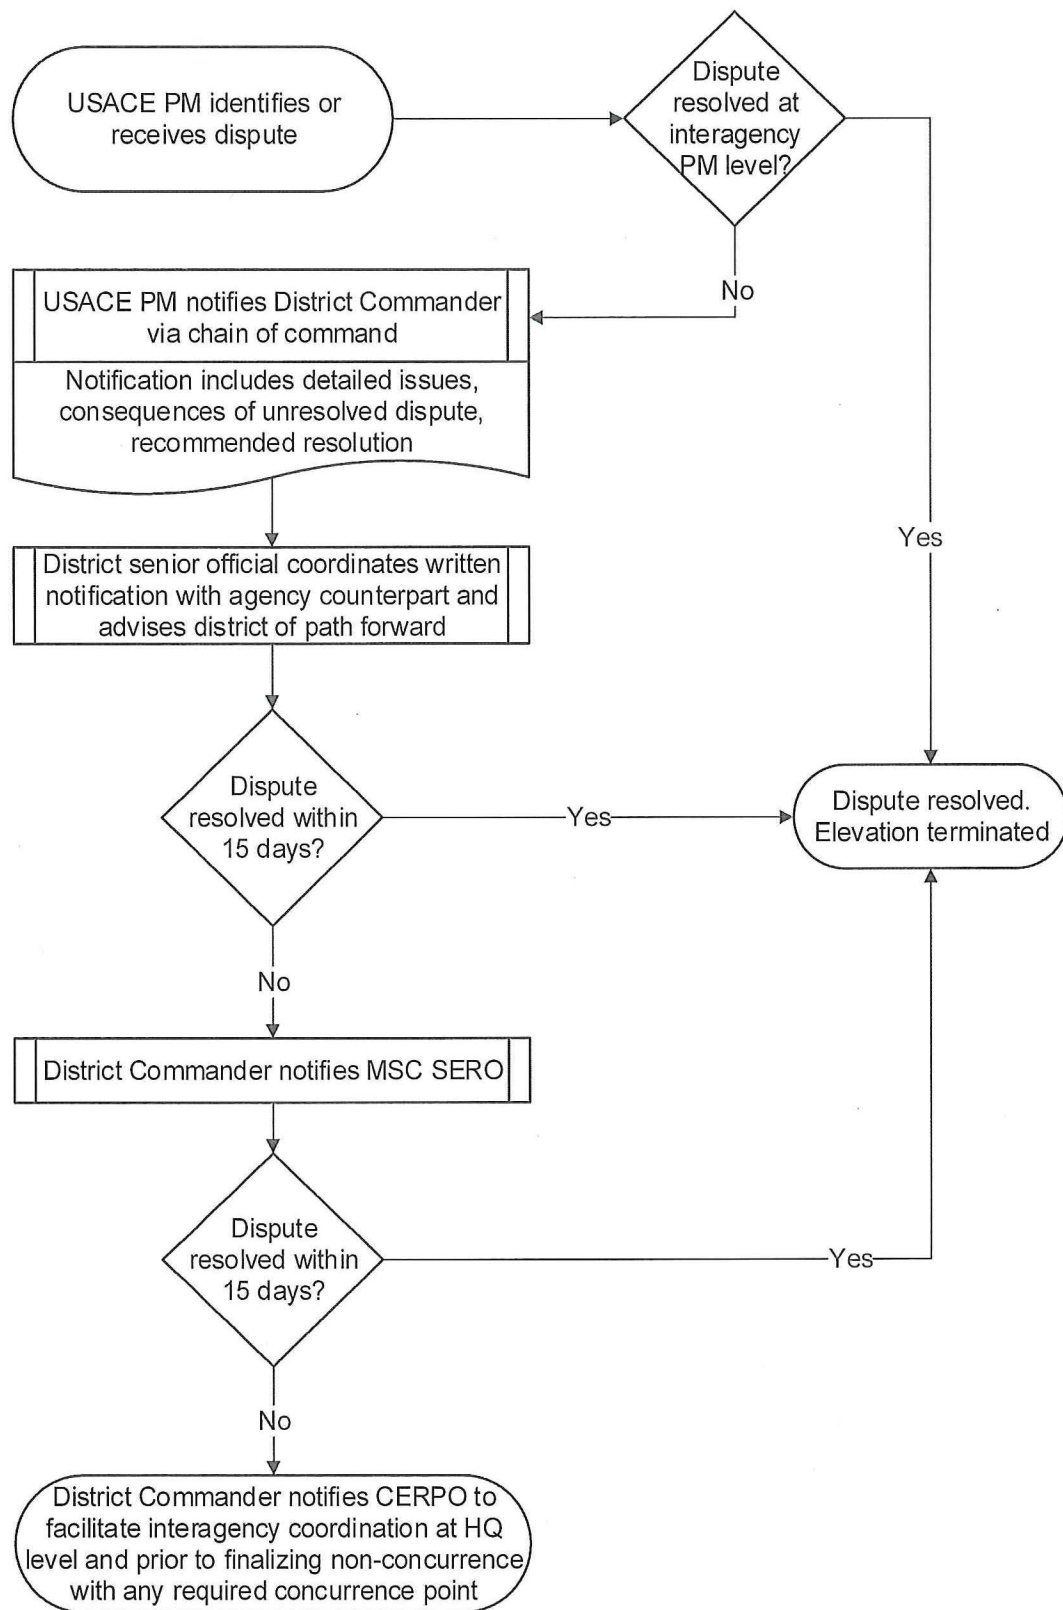 USACE PM identifies or
receives dispute
Dispute
resolved at
interagency
PM level?
No
Yes
USACE PM notifies District Commander
via chain of command
Notification includes detailed issues,
consequences of unresolved dispute,
recommended resolution
District senior official coordinates written
notification with agency counterpart and
advises district of path forward
Dispute
resolved within
15 days?
Yes
Dispute resolved.
Elevation terminated
No
District Commander notifies MSC SERO
Dispute
resolved within
15 days?
Yes
No
District Commander notifies CERPO to
facilitate interagency coordination at HQ
level and prior to finalizing non-concurrence
with any required concurrence point